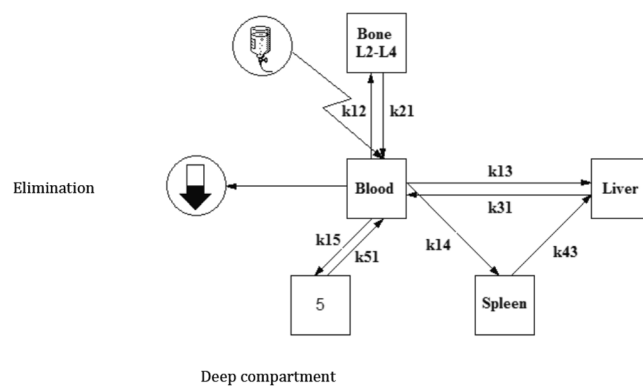 Bone
L2-L4
k12
k21
Elimination
Blood
k13
Liver
k31
k15
k14
k43
k51
5
Spleen
Deep compartment